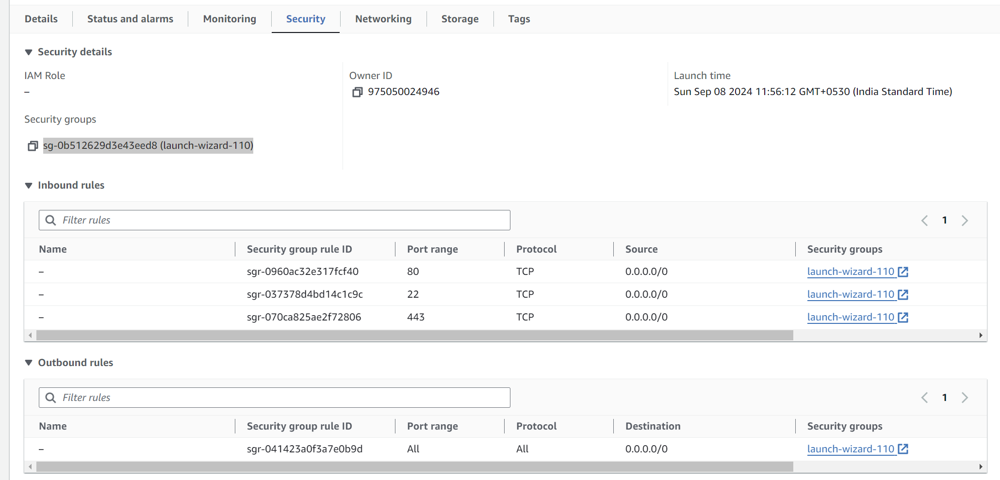 Details Status and alarms Monitoring Security Networking Storage Tags
Security details
IAM Role
–
Owner ID
975050024946
Launch time
Sun Sep 08 2024 11:56:12 GMT+0530 (India Standard Time)
Security groups
sg-0b512629d3e43eed8 (launch-wizard-110)
Inbound rules
Filter rules
1
Name Security group rule ID Port range Protocol Source Security groups
– sgr-0960ac32e317fcf40 80 TCP 0.0.0.0/0 launch-wizard-110
– sgr-037378d4bd14c1c9c 22 TCP 0.0.0.0/0 launch-wizard-110
– sgr-070ca825ae2f72806 443 TCP 0.0.0.0/0 launch-wizard-110
Outbound rules
Filter rules
1
Name Security group rule ID Port range Protocol Destination Security groups
– sgr-041423a0f3a7e0b9d All All 0.0.0.0/0 launch-wizard-110